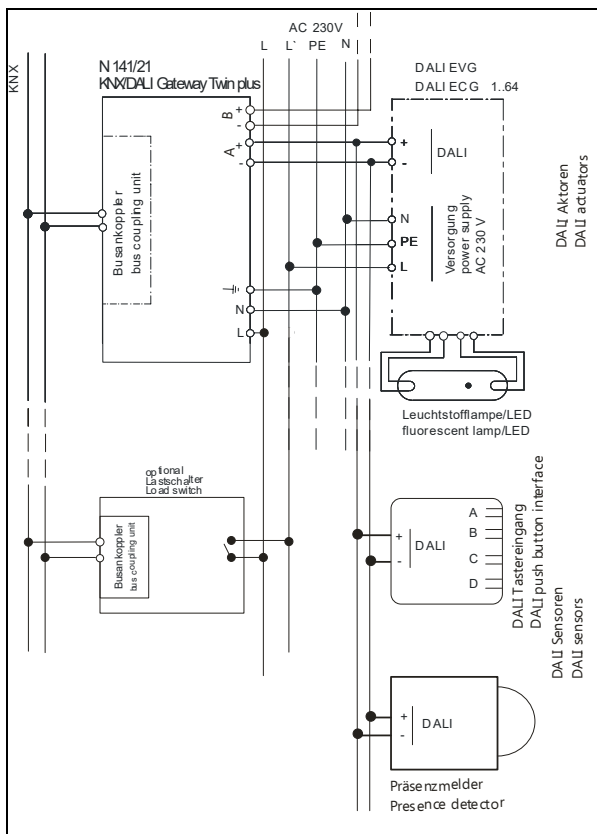 AC 230V
L L` PE N
KNX
N 141/21
KNX/DALI Gateway Twin plus
DALI EVG
DALI ECG 1..64
B + -
A + -
Busankoppler
bus coupling unit
N
L
+
-
DALI
N
PE
L
Versorgung
power supply
AC 230 V
DALI Aktoren
DALI actuators
Leuchtstofflampe/LED
fluorescent lamp/LED
optional
Lastschalter
Load switch
Busankoppler
bus coupling unit
+
-
DALI
A
B
C
D
DALI Tastereingang
DALI push button interface
DALI Sensoren
DALI sensors
+
-
DALI
Präsenzmelder
Presence detector